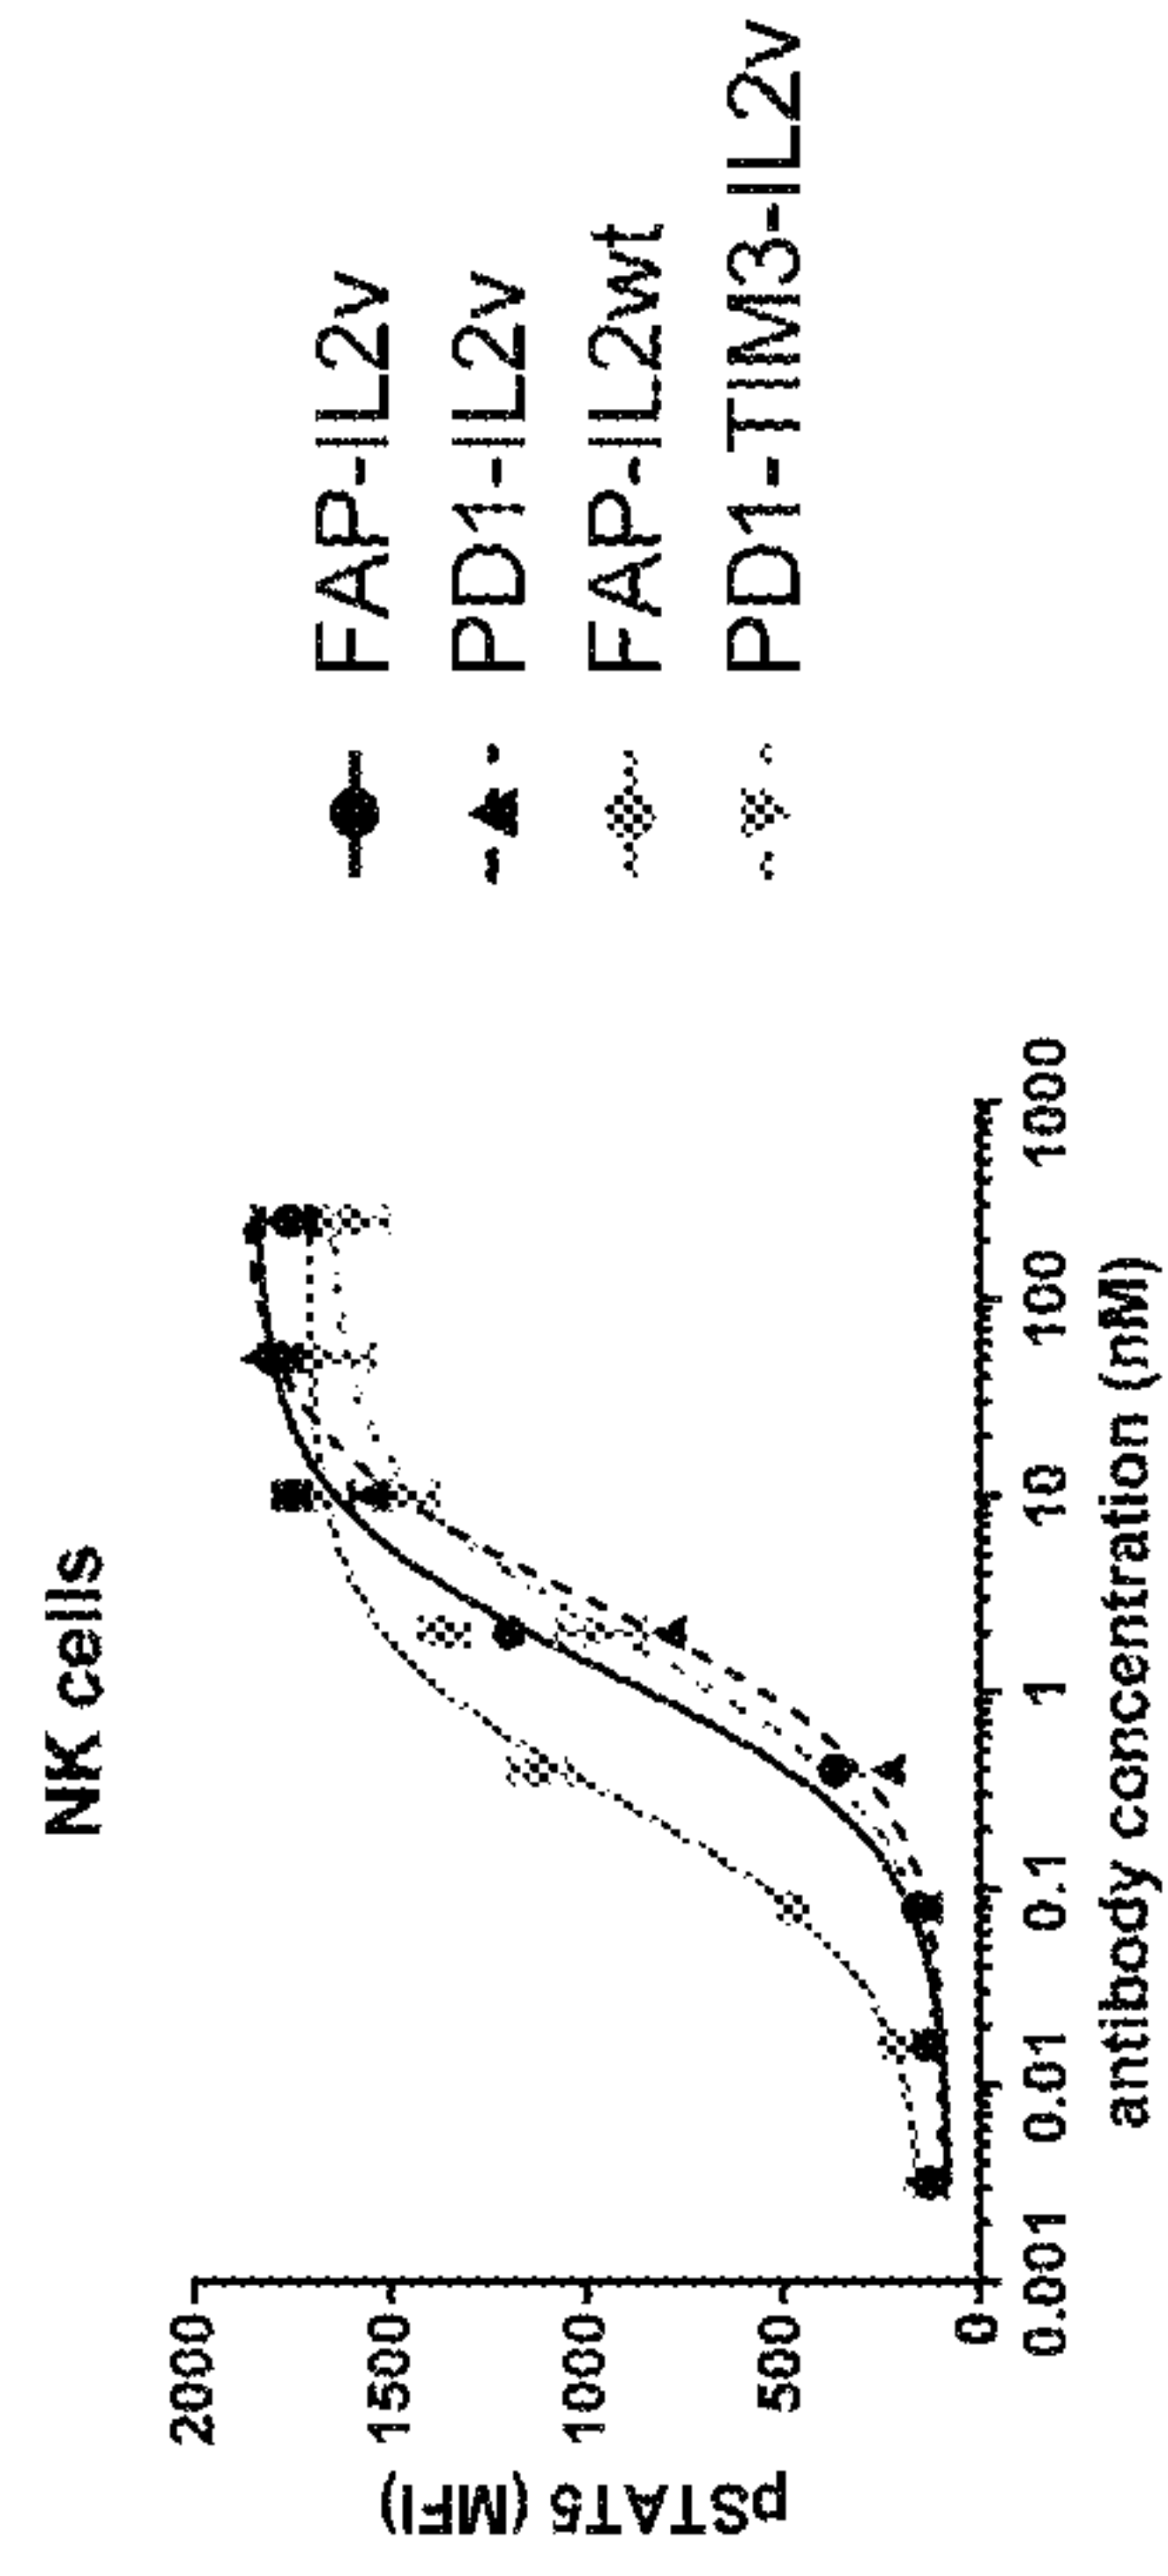 NK cells
pSTAT5 (MFI)
2000
1500
1000
500
0
0.001 0.01 0.1 1 10 100 1000
antibody concentration (nM)
FAP-IL2v
PD1-IL2v
FAP-IL2wt
PD1-TIM3-IL2v